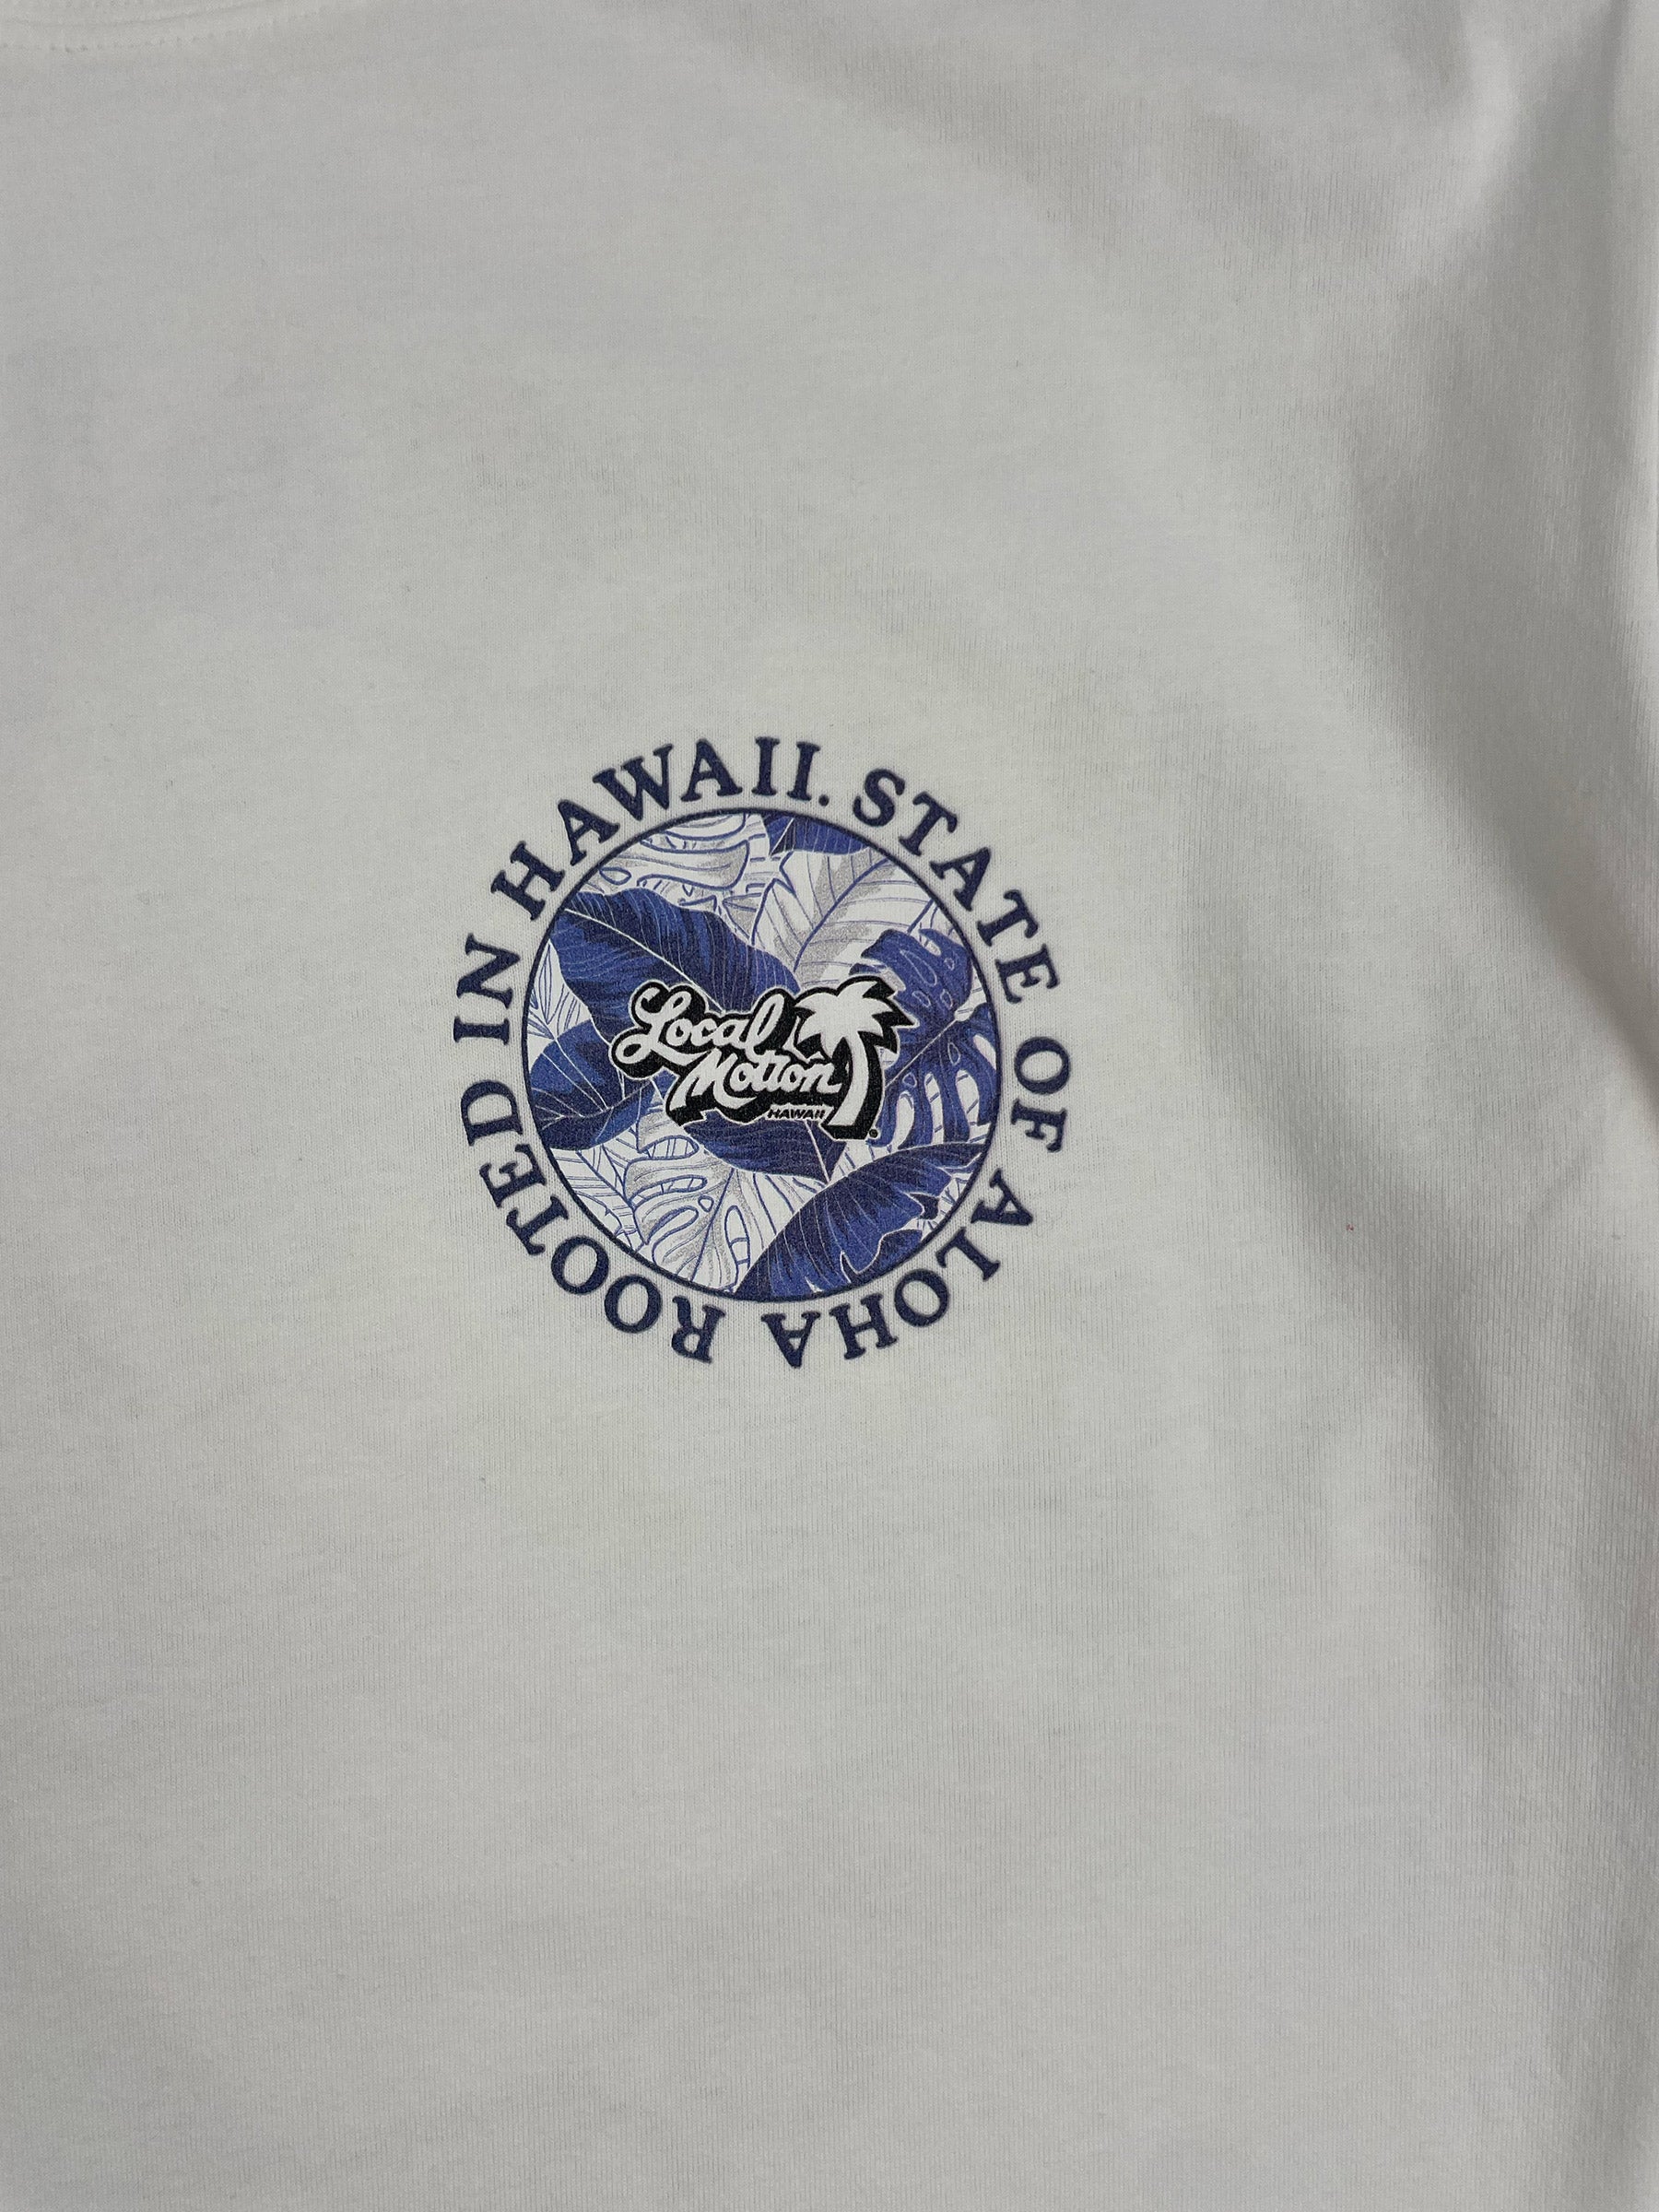 ROOTED IN HAWAII. STATE OF ALOHA
Local
Motion
HAWAII
®